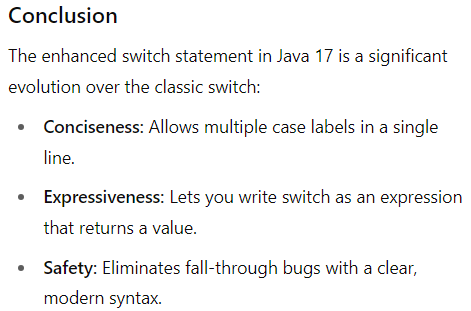 Conclusion
The enhanced switch statement in Java 17 is a significant
evolution over the classic switch:
• Conciseness: Allows multiple case labels in a single
line.
• Expressiveness: Lets you write switch as an expression
that returns a value.
• Safety: Eliminates fall-through bugs with a clear,
modern syntax.